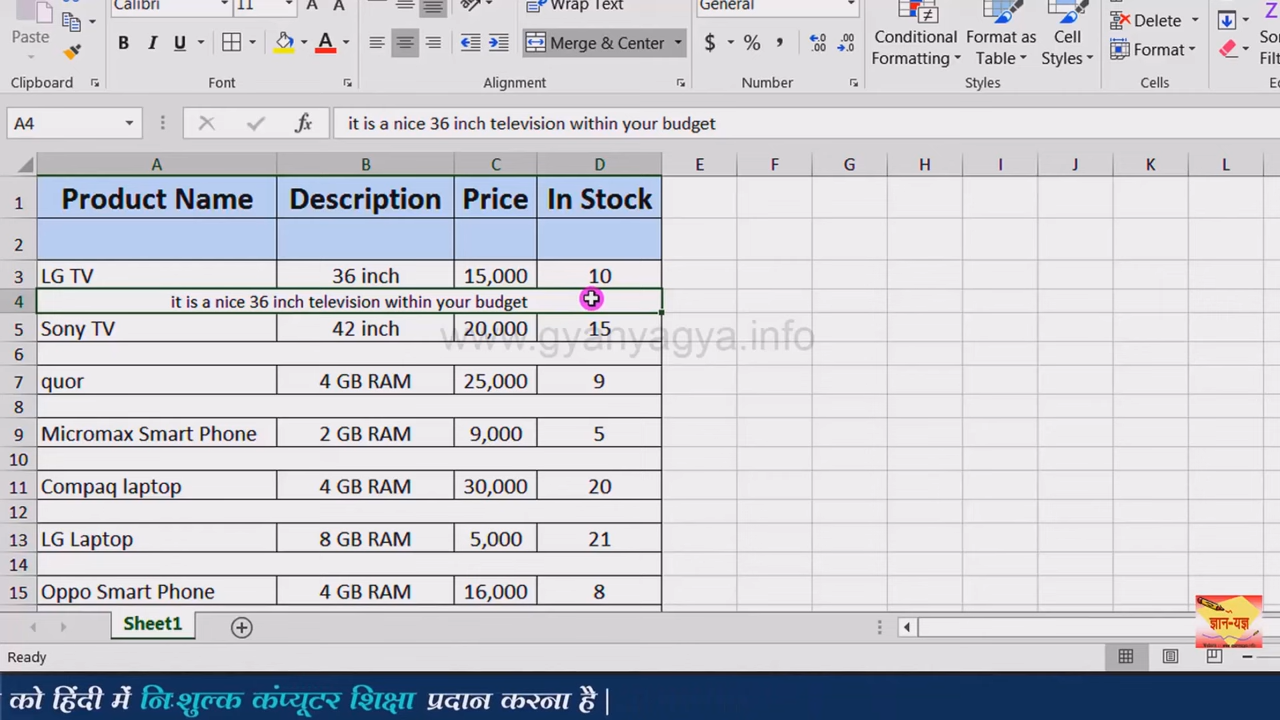 Calibri 11 A A Wrap Text General
Paste B I U Merge & Center $ % , Conditional Formatting Format as Table Cell Styles Delete Format
Clipboard Font Alignment Number Styles Cells
A4 fx it is a nice 36 inch television within your budget
A B C D E F G H I J K L
1 Product Name Description Price In Stock
2
3 LG TV 36 inch 15,000 10
4 it is a nice 36 inch television within your budget
5 Sony TV 42 inch 20,000 15
www.gyanyagya.info
6
7 quor 4 GB RAM 25,000 9
8
9 Micromax Smart Phone 2 GB RAM 9,000 5
10
11 Compaq laptop 4 GB RAM 30,000 20
12
13 LG Laptop 8 GB RAM 5,000 21
14
15 Oppo Smart Phone 4 GB RAM 16,000 8
Sheet1
ज्ञान-यज्ञ
Ready
को हिंदी में निःशुल्क कंप्यूटर शिक्षा प्रदान करना है |